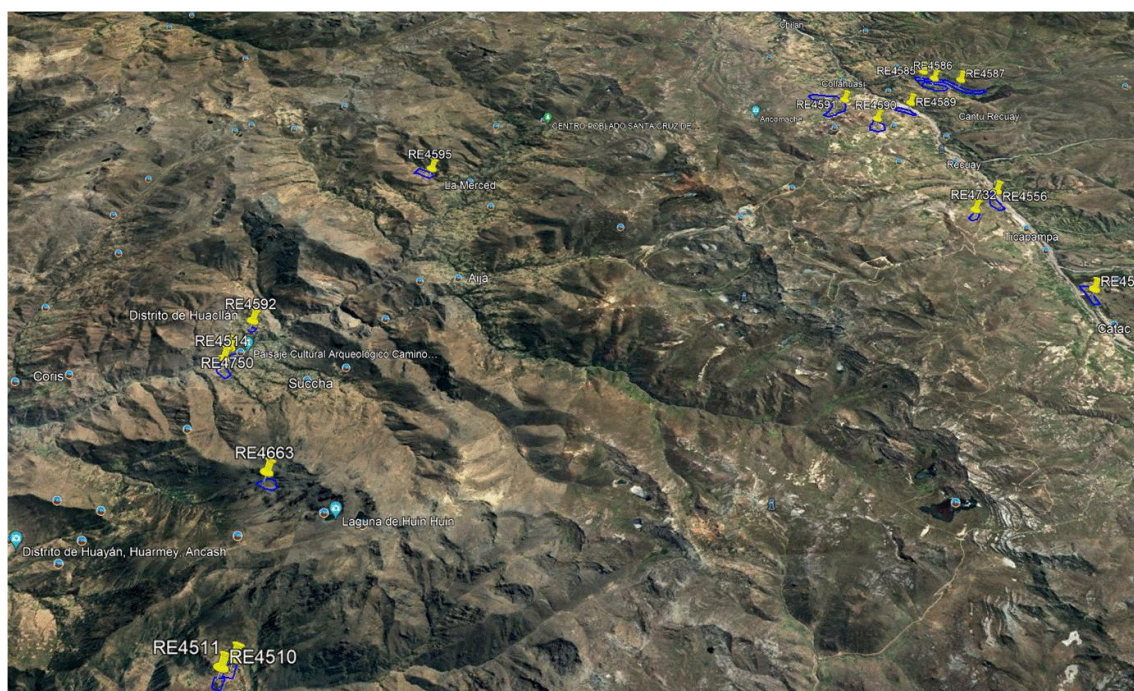 Chilan
RE4585
RE4586
RE4587
Collahuasi
RE4591
RE4590
RE4589
Ancomache
Cantu Recuay
CENTRO POBLADO SANTA CRUZ DE ...
RE4595
La Merced
Recuay
RE4732
RE4556
Ticapampa
Aija
RE45
Catac
RE4592
Distrito de Huacllán
RE4514
Paisaje Cultural Arqueológico Camino...
RE4750
Coris
Succha
RE4663
Laguna de Huin Huin
Distrito de Huayán, Huarmey, Ancash
RE4511
RE4510